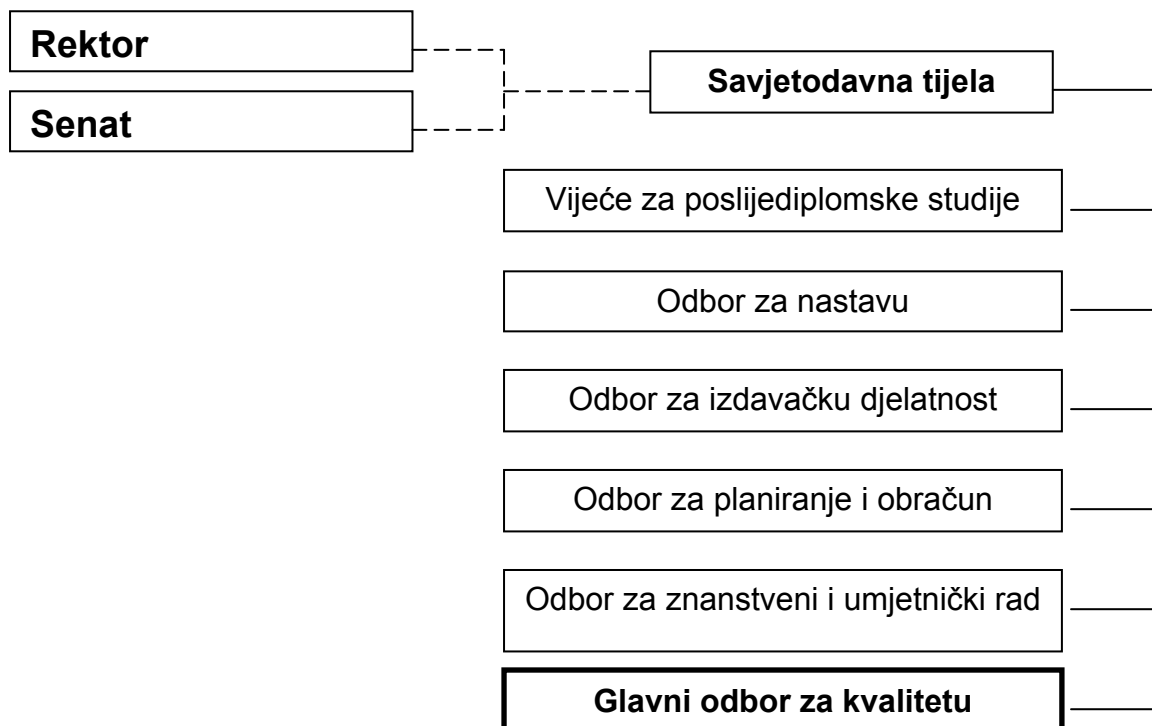 Rektor
Senat
Savjetodavna tijela
Vijeće za poslijediplomske studije
Odbor za nastavu
Odbor za izdavačku djelatnost
Odbor za planiranje i obračun
Odbor za znanstveni i umjetnički rad
Glavni odbor za kvalitetu